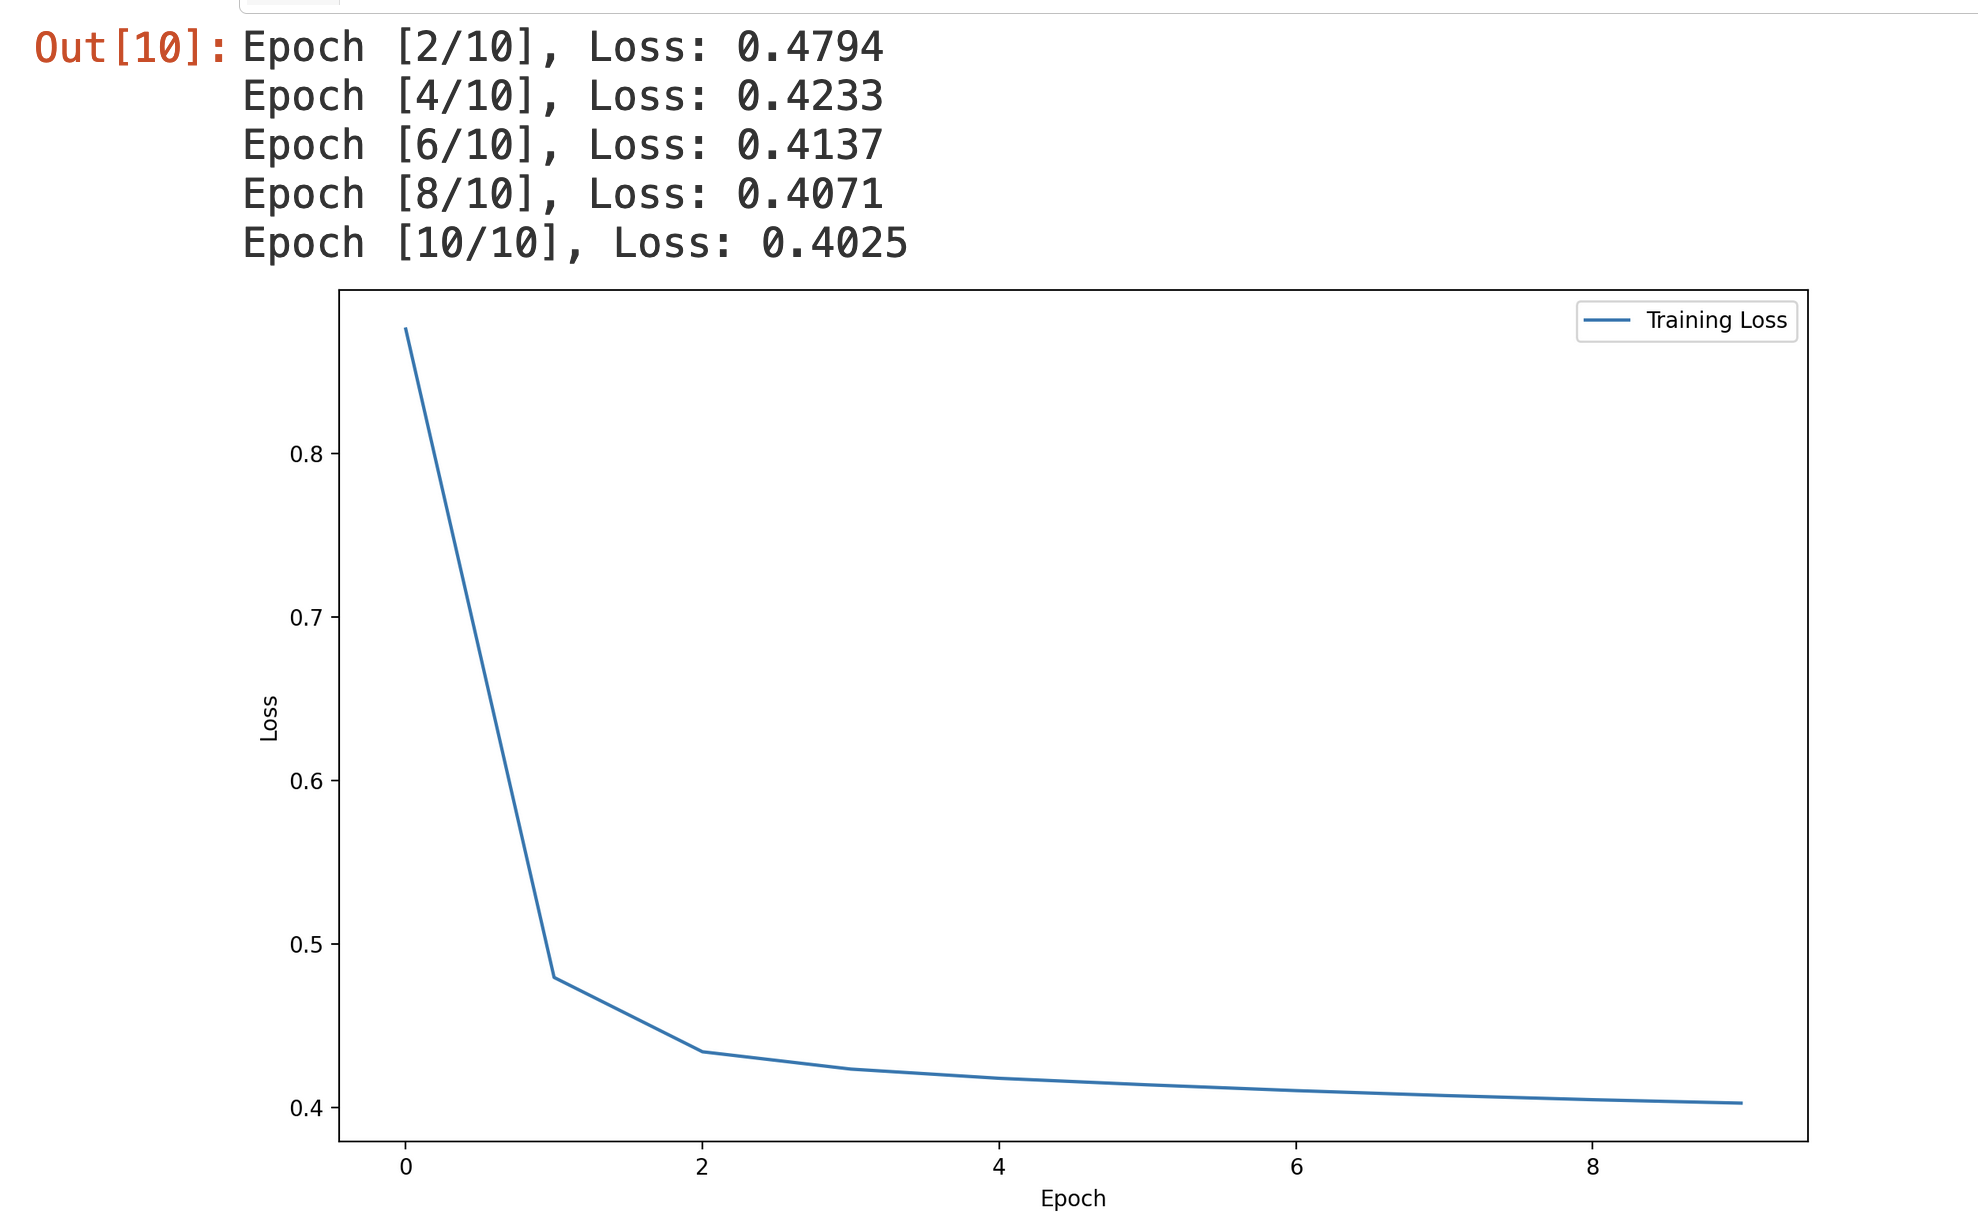 Out[10]: Epoch [2/10], Loss: 0.4794
Epoch [4/10], Loss: 0.4233
Epoch [6/10], Loss: 0.4137
Epoch [8/10], Loss: 0.4071
Epoch [10/10], Loss: 0.4025
Training Loss
0.8
0.7
0.6
0.5
0.4
Loss
0 2 4 6 8
Epoch